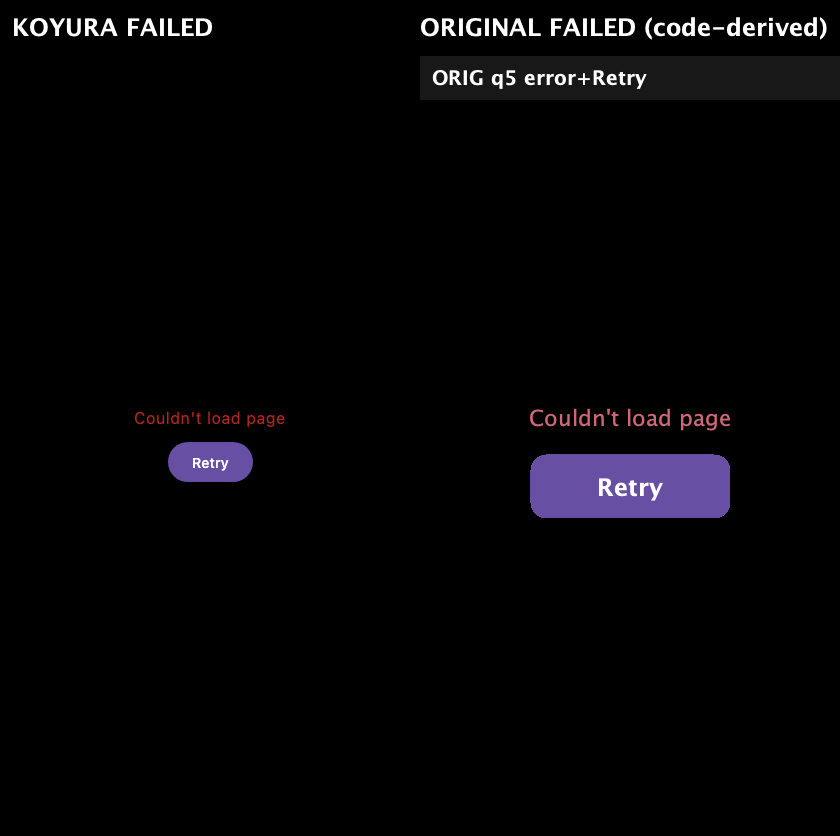 KOYURA FAILED
Couldn't load page
Retry
ORIGINAL FAILED (code-derived)
ORIG q5 error+Retry
Couldn't load page
Retry